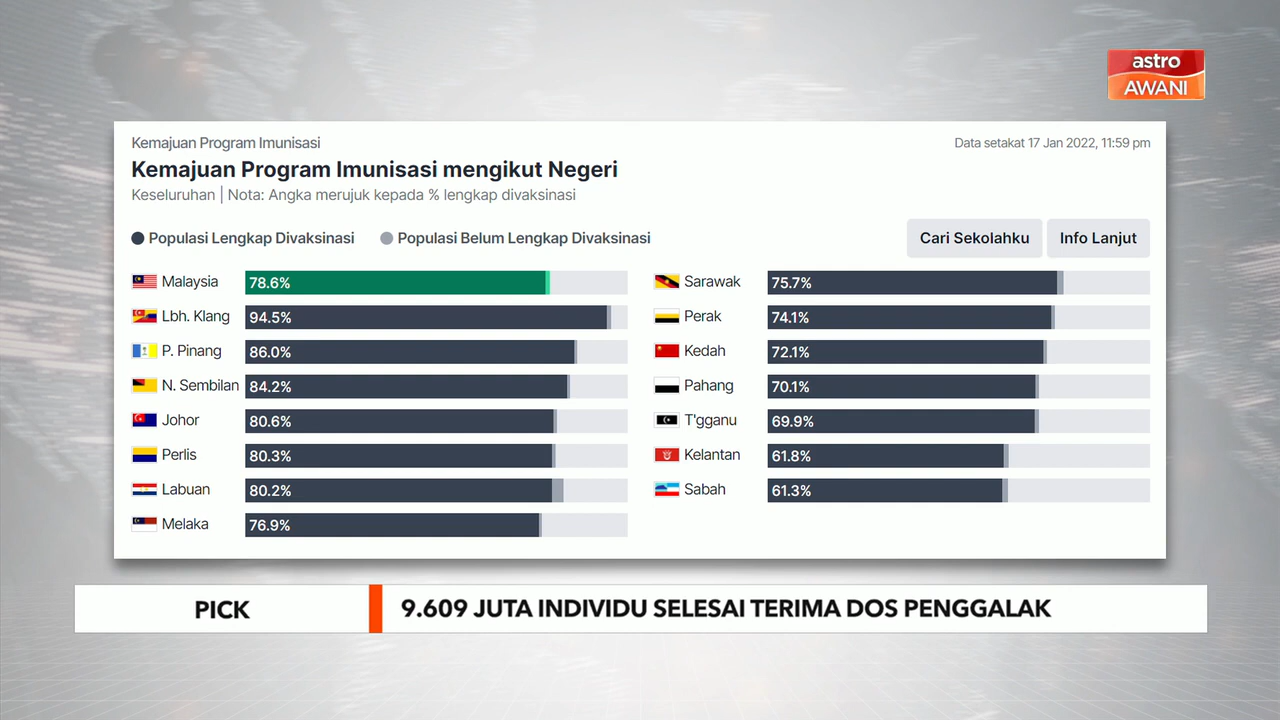 astro
AWANI
Kemajuan Program Imunisasi
Data setakat 17 Jan 2022, 11:59 pm
Kemajuan Program Imunisasi mengikut Negeri
Keseluruhan | Nota: Angka merujuk kepada % lengkap divaksinasi
Populasi Lengkap Divaksinasi
Populasi Belum Lengkap Divaksinasi
Cari Sekolahku
Info Lanjut
Malaysia 78.6%
Lbh. Klang 94.5%
P. Pinang 86.0%
N. Sembilan 84.2%
Johor 80.6%
Perlis 80.3%
Labuan 80.2%
Melaka 76.9%
Sarawak 75.7%
Perak 74.1%
Kedah 72.1%
Pahang 70.1%
T'gganu 69.9%
Kelantan 61.8%
Sabah 61.3%
PICK
9.609 JUTA INDIVIDU SELESAI TERIMA DOS PENGGALAK